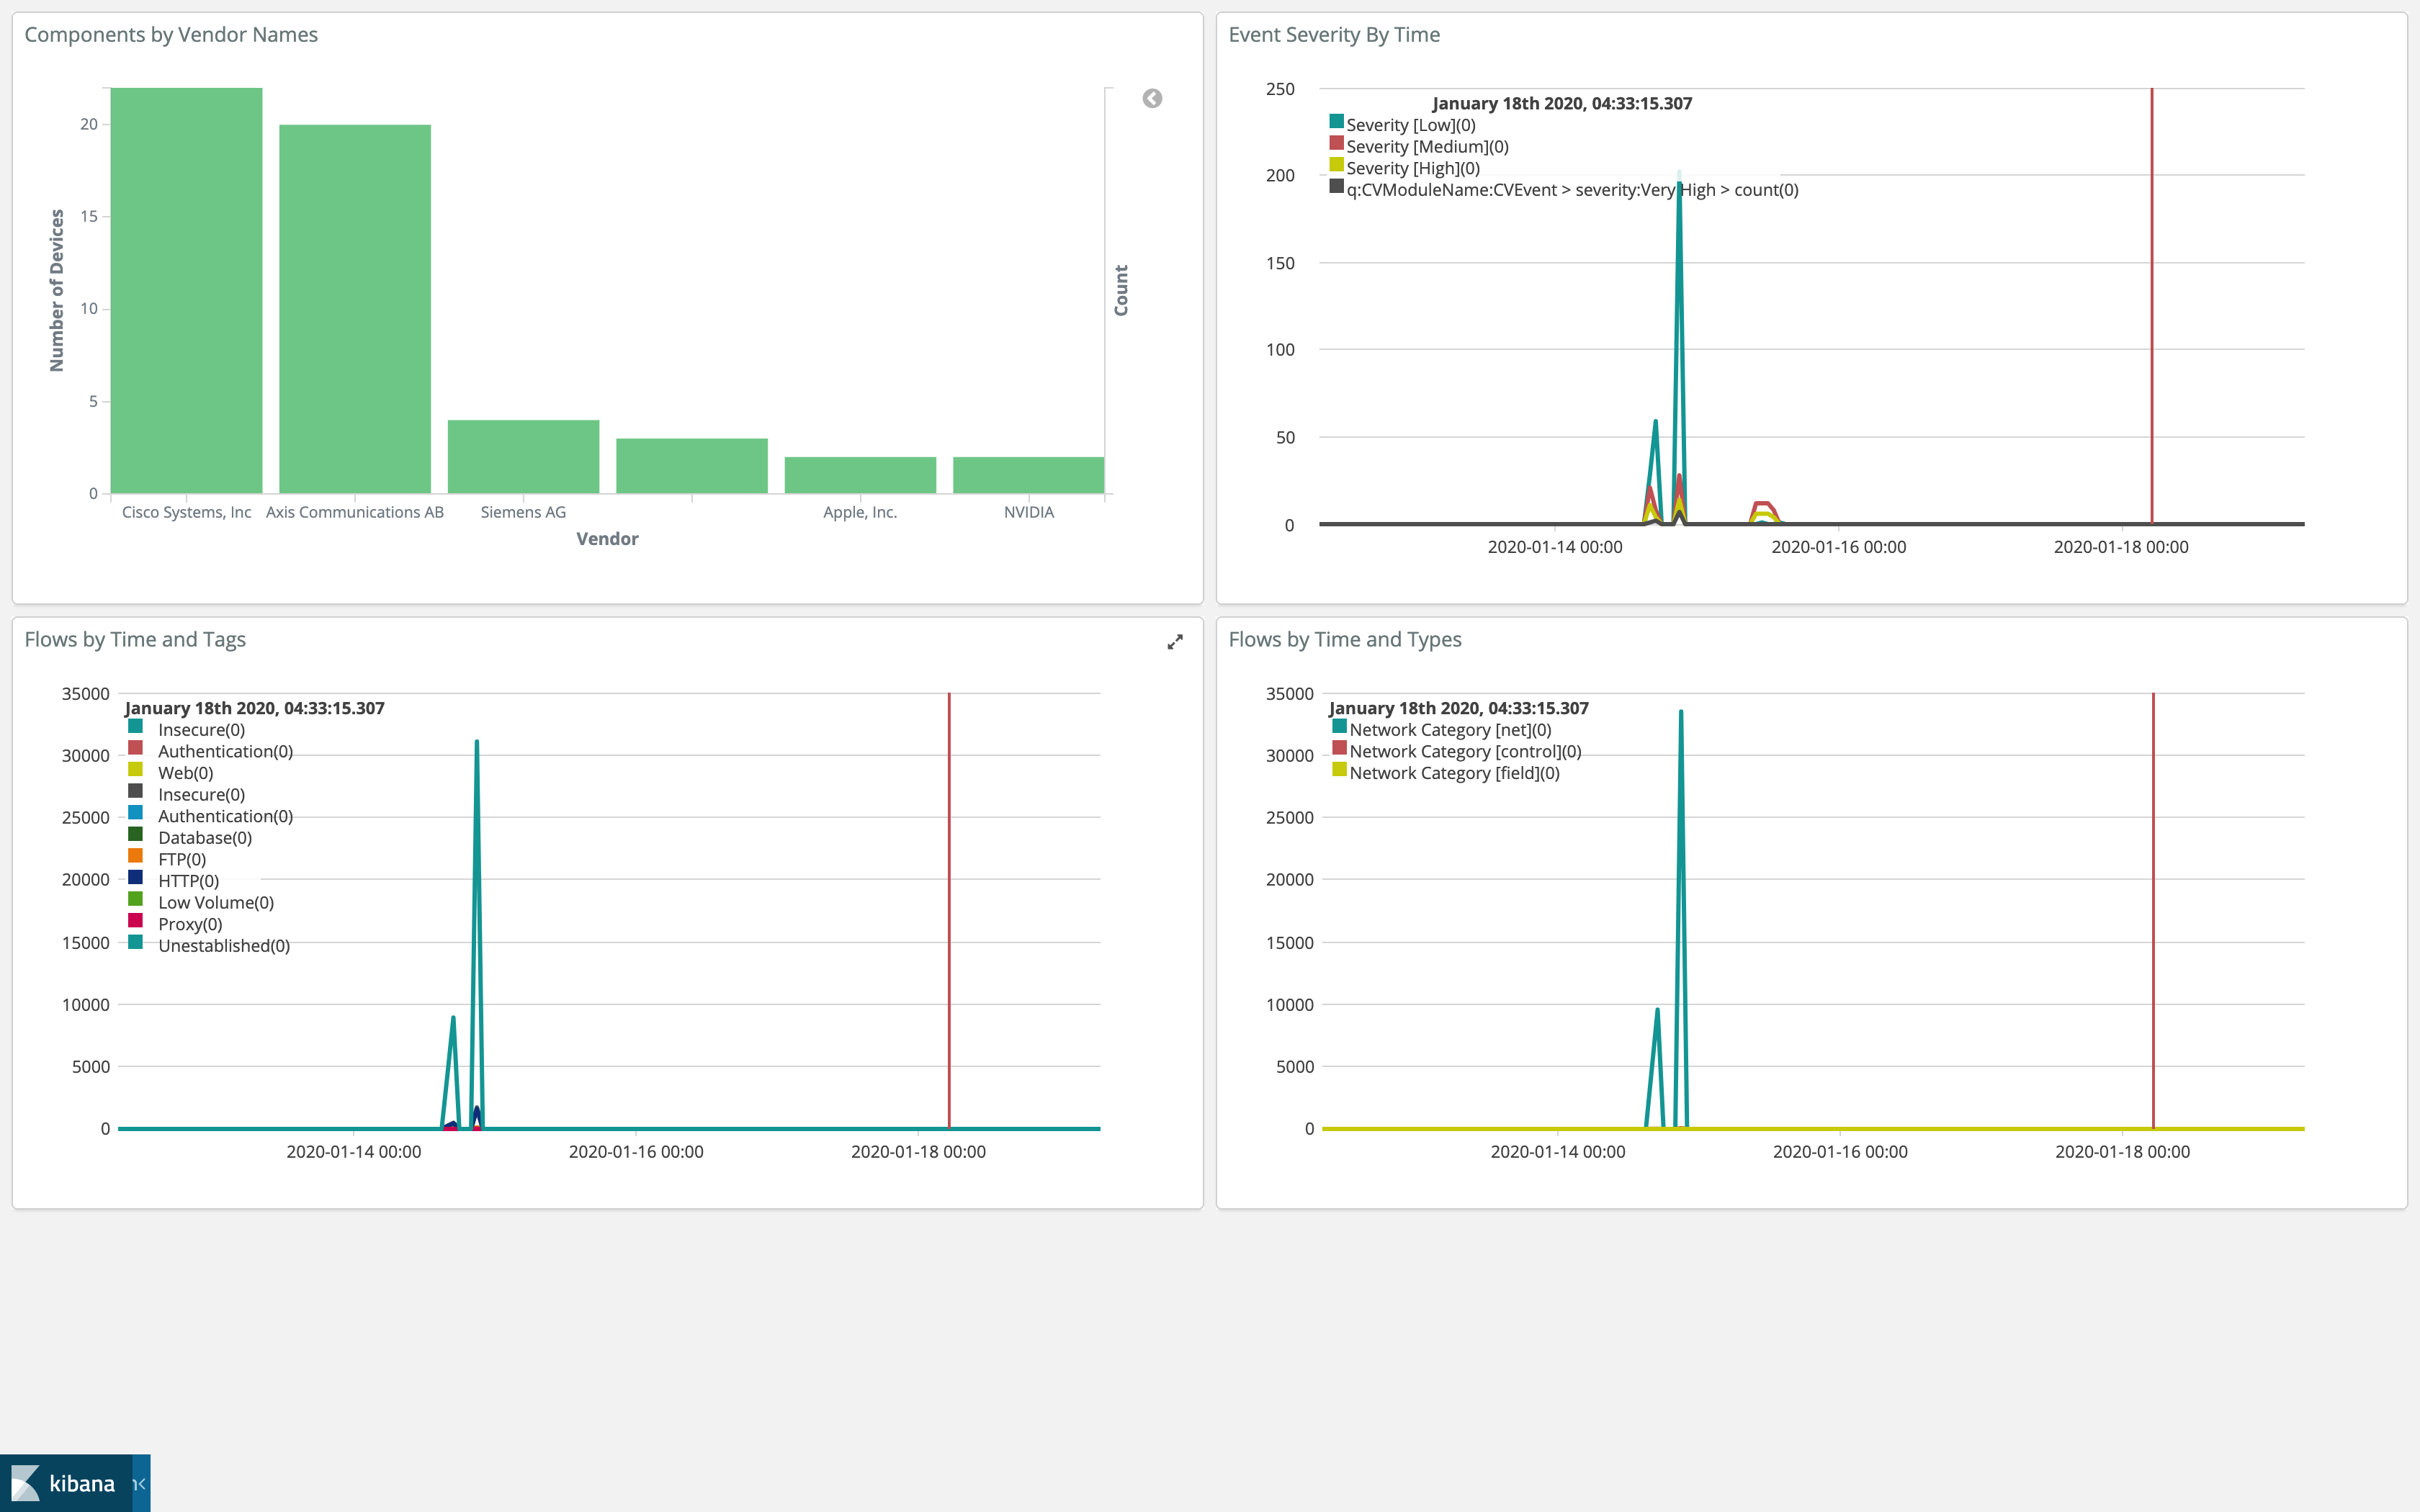 Components by Vendor Names
20
15
10
5
0
Number of Devices
Count
Cisco Systems, Inc
Axis Communications AB
Siemens AG
Apple, Inc.
NVIDIA
Vendor
Event Severity By Time
250
200
150
100
50
0
January 18th 2020, 04:33:15.307
Severity [Low](0)
Severity [Medium](0)
Severity [High](0)
q:CVModuleName:CVEvent > severity:Very High > count(0)
2020-01-14 00:00
2020-01-16 00:00
2020-01-18 00:00
Flows by Time and Tags
35000
30000
25000
20000
15000
10000
5000
0
January 18th 2020, 04:33:15.307
Insecure(0)
Authentication(0)
Web(0)
Insecure(0)
Authentication(0)
Database(0)
FTP(0)
HTTP(0)
Low Volume(0)
Proxy(0)
Unestablished(0)
2020-01-14 00:00
2020-01-16 00:00
2020-01-18 00:00
Flows by Time and Types
35000
30000
25000
20000
15000
10000
5000
0
January 18th 2020, 04:33:15.307
Network Category [net](0)
Network Category [control](0)
Network Category [field](0)
2020-01-14 00:00
2020-01-16 00:00
2020-01-18 00:00
kibana